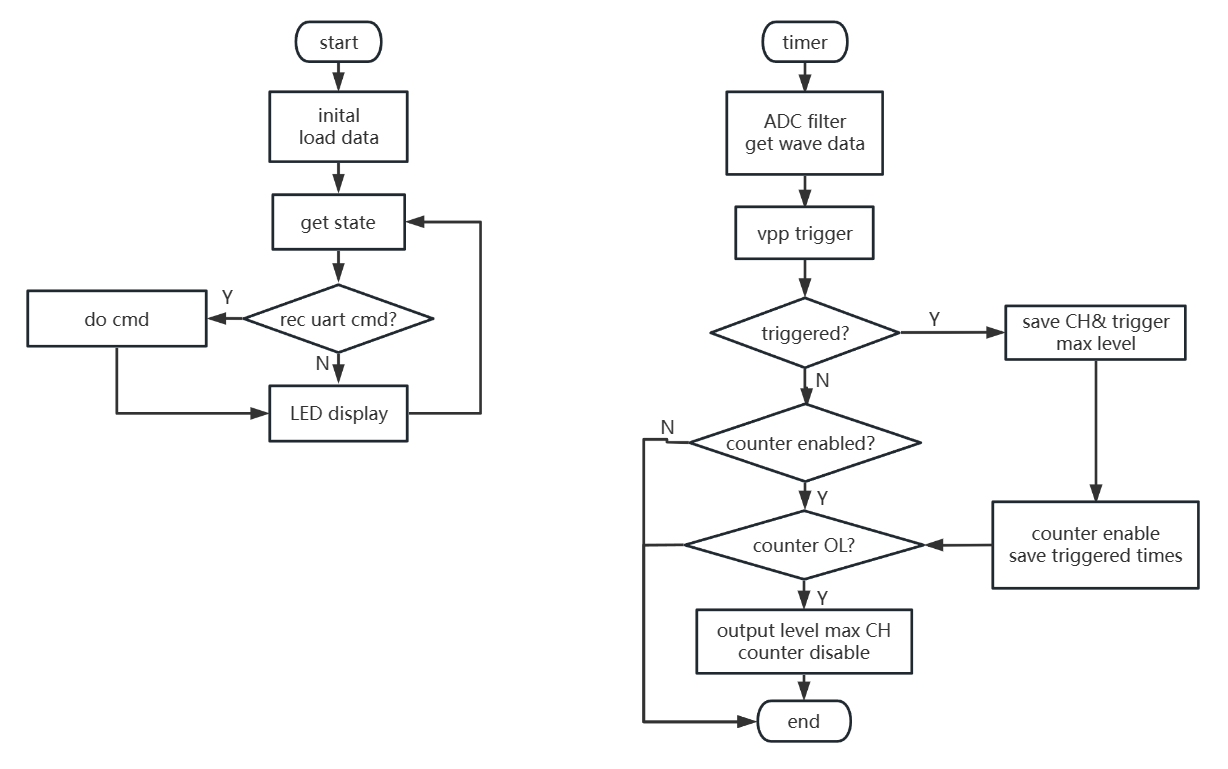 start
inital
load data
get state
rec uart cmd?
Y
do cmd
N
LED display
timer
ADC filter
get wave data
vpp trigger
triggered?
Y
save CH& trigger
max level
N
counter enabled?
N
Y
counter enable
save triggered times
counter OL?
Y
output level max CH
counter disable
end